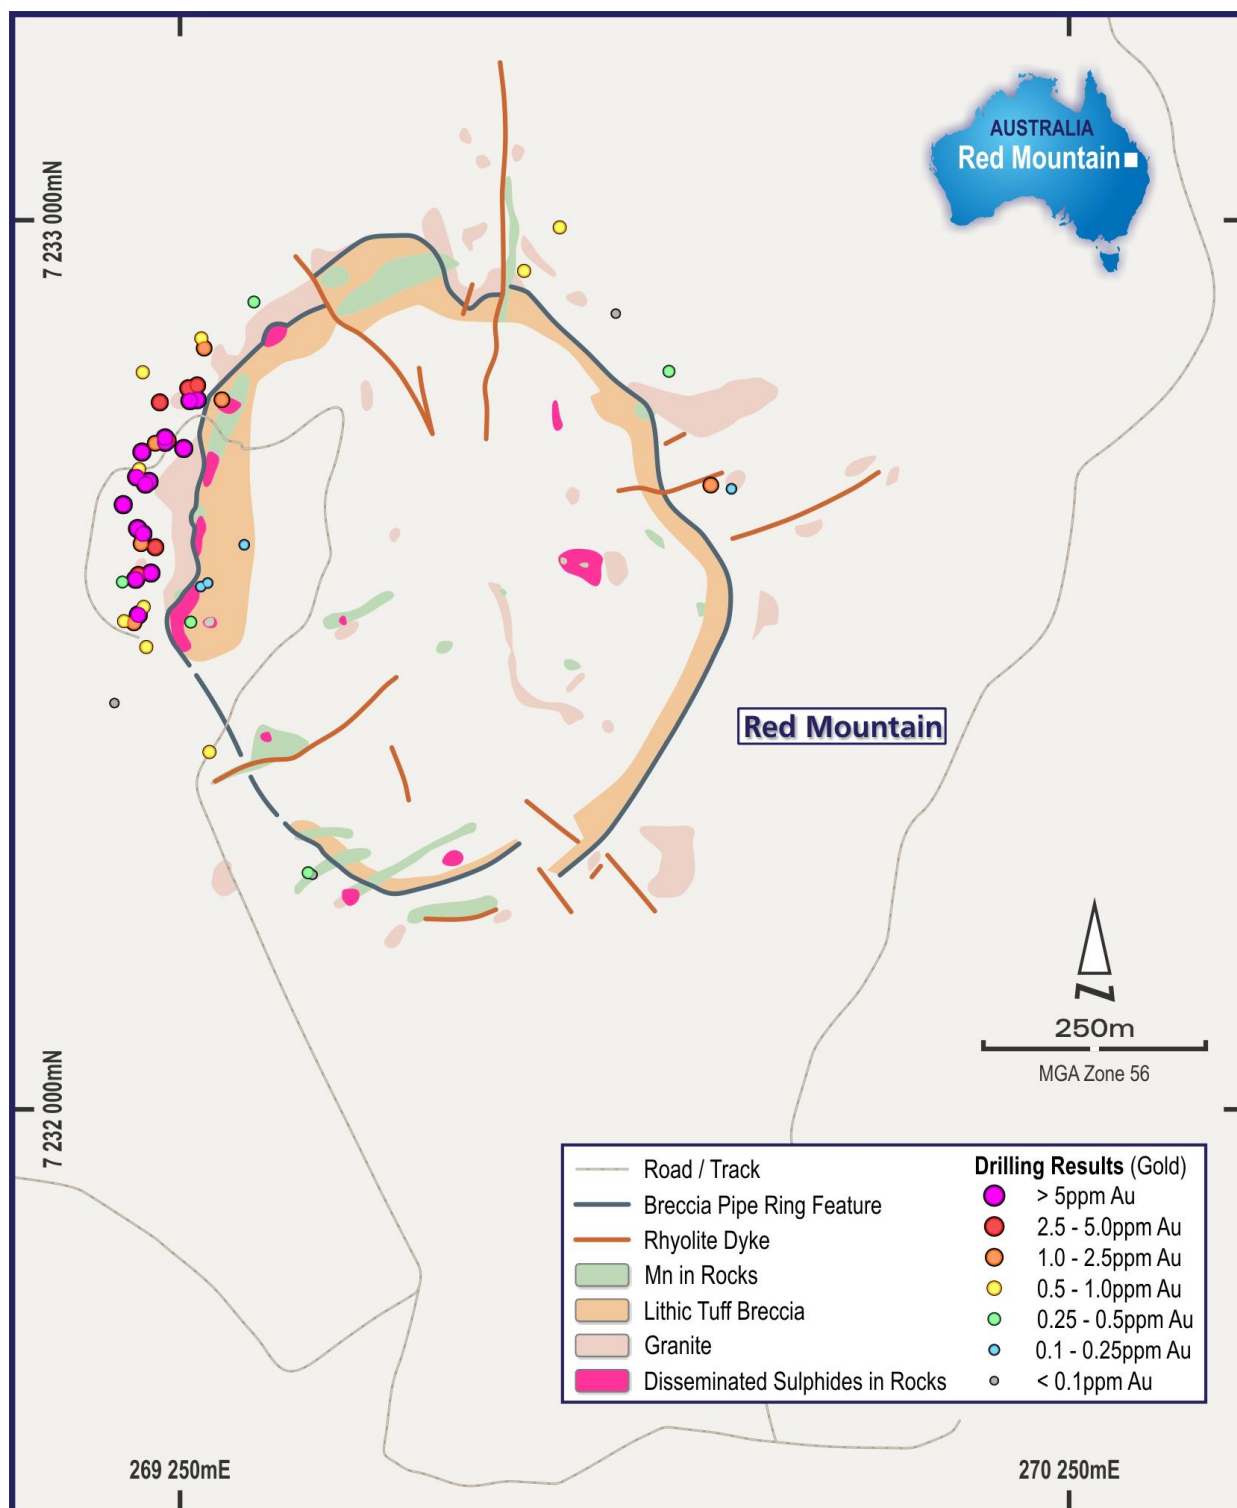 AUSTRALIA
Red Mountain
7 233 000mN
Red Mountain
N
250m
MGA Zone 56
7 232 000mN
Road / Track
Breccia Pipe Ring Feature
Rhyolite Dyke
Mn in Rocks
Lithic Tuff Breccia
Granite
Disseminated Sulphides in Rocks
Drilling Results (Gold)
> 5ppm Au
2.5 - 5.0ppm Au
1.0 - 2.5ppm Au
0.5 - 1.0ppm Au
0.25 - 0.5ppm Au
0.1 - 0.25ppm Au
< 0.1ppm Au
269 250mE
270 250mE